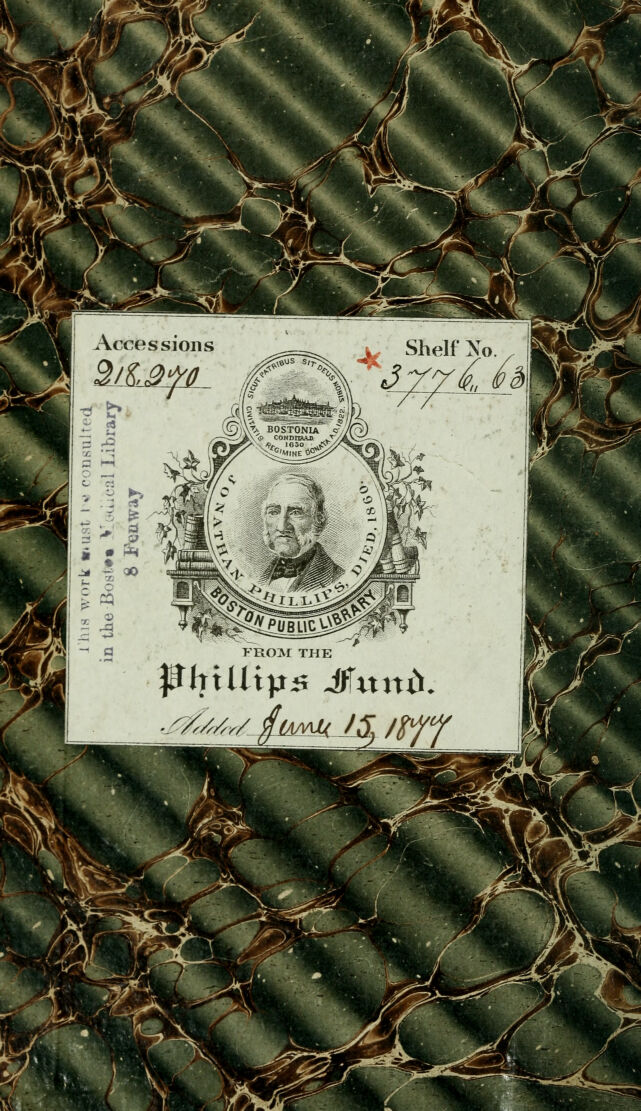 Accessions
218,270
Shelf No.
3776.63
SICUT PATRIBUS SIT DEUS NOBIS
BOSTONIA
CONDITA A.D.
1630
CIVITATIS REGIMINE DONATA A.D. 1822.
JONATHAN PHILLIPS, DIED, 1860.
BOSTON PUBLIC LIBRARY
FROM THE
Phillips Fund.
Added June 15, 1877
This work must be consulted
in the Boston Medical Library
8 Fenway